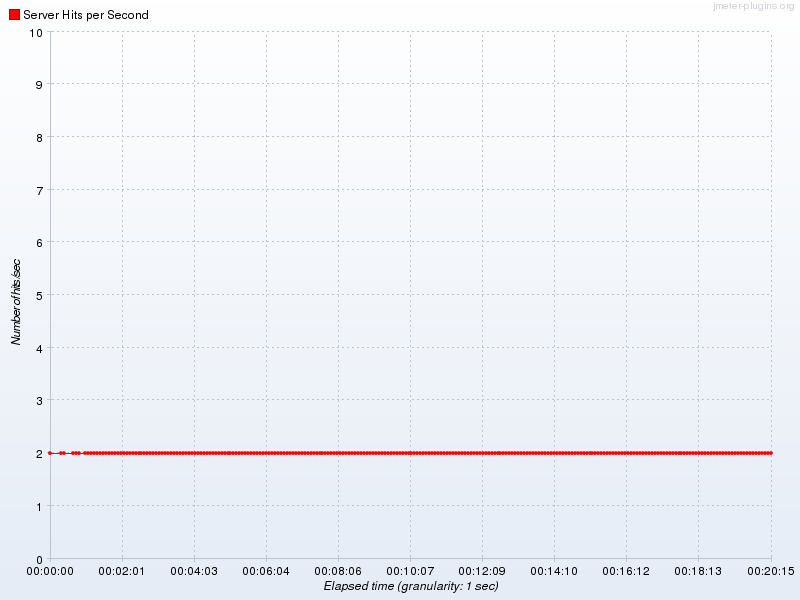 jmeter-plugins.org
Server Hits per Second
10
9
8
7
6
5
4
3
2
1
0
Number of hits/sec
00:00:00 00:02:01 00:04:03 00:06:04 00:08:06 00:10:07 00:12:09 00:14:10 00:16:12 00:18:13 00:20:15
Elapsed time (granularity: 1 sec)